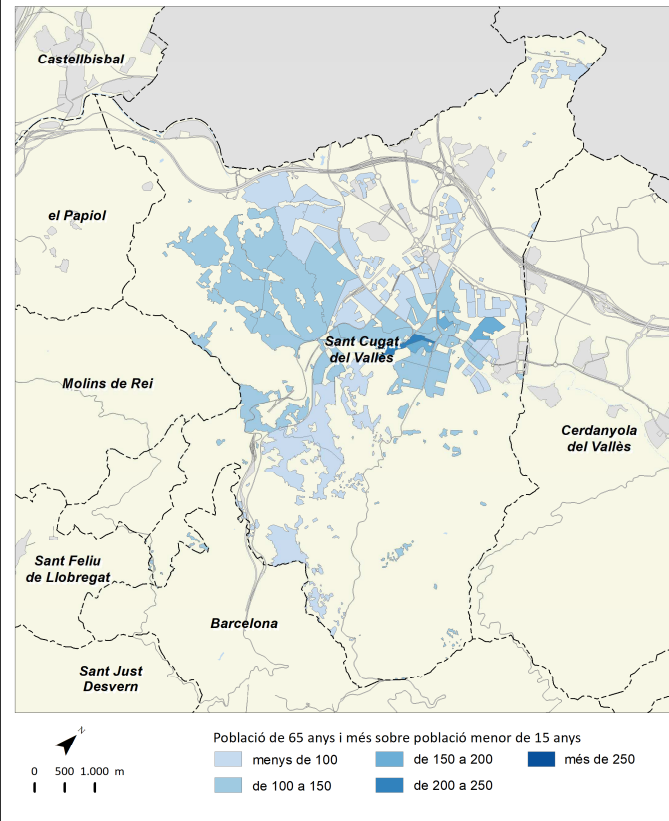 Castellbisbal
el Papiol
Sant Cugat
del Vallès
Molins de Rei
Cerdanyola
del Vallès
Sant Feliu
de Llobregat
Barcelona
Sant Just
Desvern
N
0 500 1.000 m
Població de 65 anys i més sobre població menor de 15 anys
menys de 100
de 150 a 200
més de 250
de 100 a 150
de 200 a 250